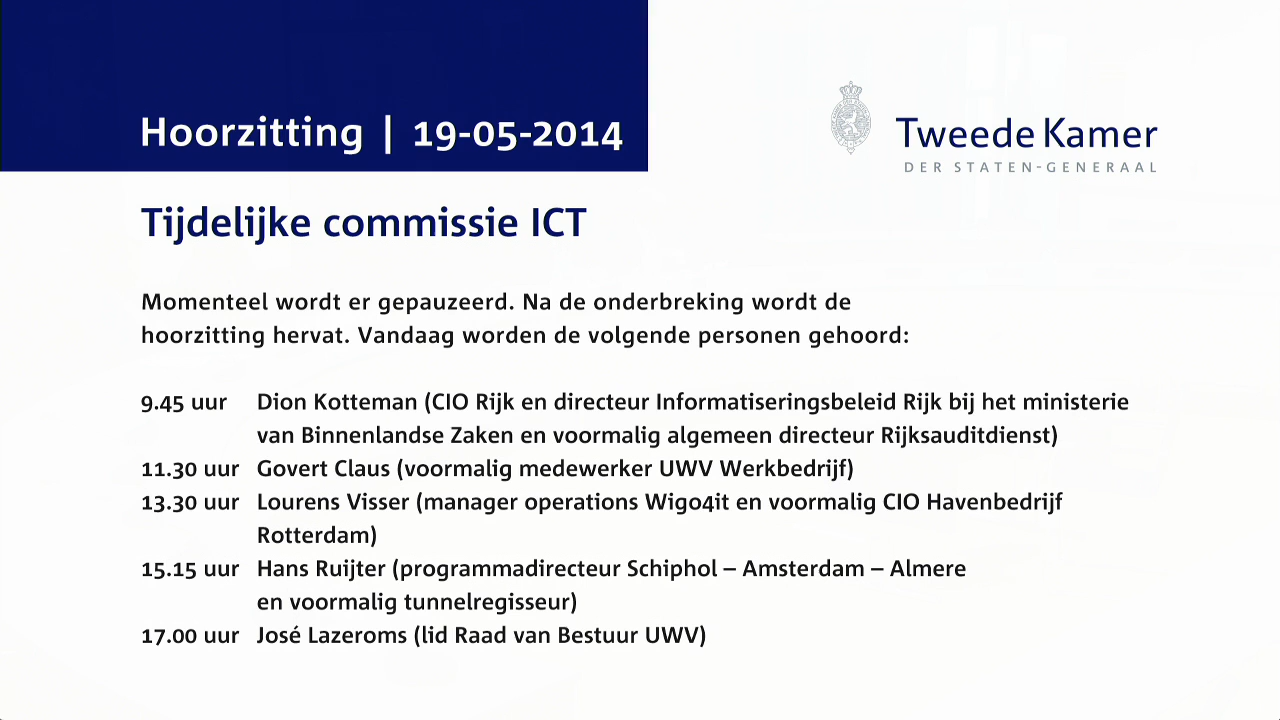 Hoorzitting | 19-05-2014
Tweede Kamer
DER STATEN-GENERAAL
Tijdelijke commissie ICT
Momenteel wordt er gepauzeerd. Na de onderbreking wordt de
hoorzitting hervat. Vandaag worden de volgende personen gehoord:
9.45 uur Dion Kotteman (CIO Rijk en directeur Informatiseringsbeleid Rijk bij het ministerie
van Binnenlandse Zaken en voormalig algemeen directeur Rijksauditdienst)
11.30 uur Govert Claus (voormalig medewerker UWV Werkbedrijf)
13.30 uur Lourens Visser (manager operations Wigo4it en voormalig CIO Havenbedrijf
Rotterdam)
15.15 uur Hans Ruijter (programmadirecteur Schiphol – Amsterdam – Almere
en voormalig tunnelregisseur)
17.00 uur José Lazeroms (lid Raad van Bestuur UWV)